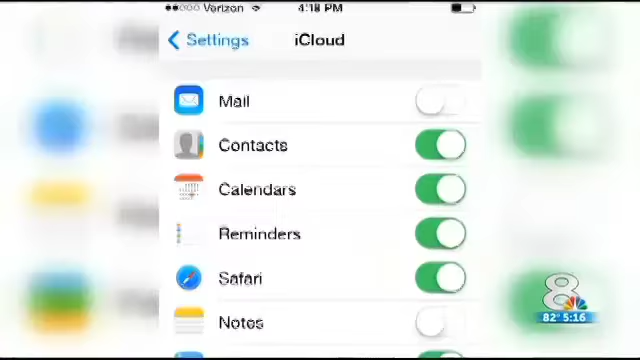 Verizon 4:18 PM
Settings iCloud
Mail
Contacts
Calendars
Reminders
Safari
Notes
8
82° 5:16